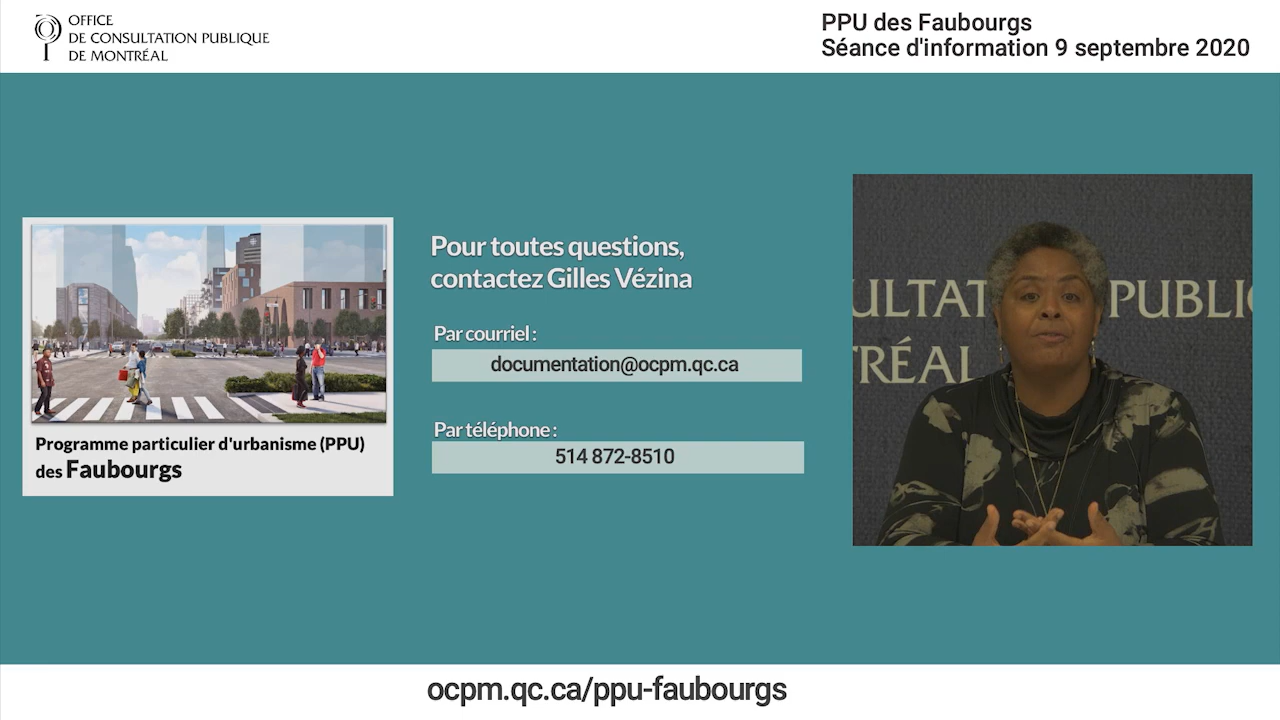 OFFICE
DE CONSULTATION PUBLIQUE
DE MONTRÉAL
PPU des Faubourgs
Séance d'information 9 septembre 2020
Programme particulier d'urbanisme (PPU)
des Faubourgs
Pour toutes questions,
contactez Gilles Vézina
Par courriel :
documentation@ocpm.qc.ca
Par téléphone :
514 872-8510
ULTAT PUBLIC
TRÉAL
ocpm.qc.ca/ppu-faubourgs